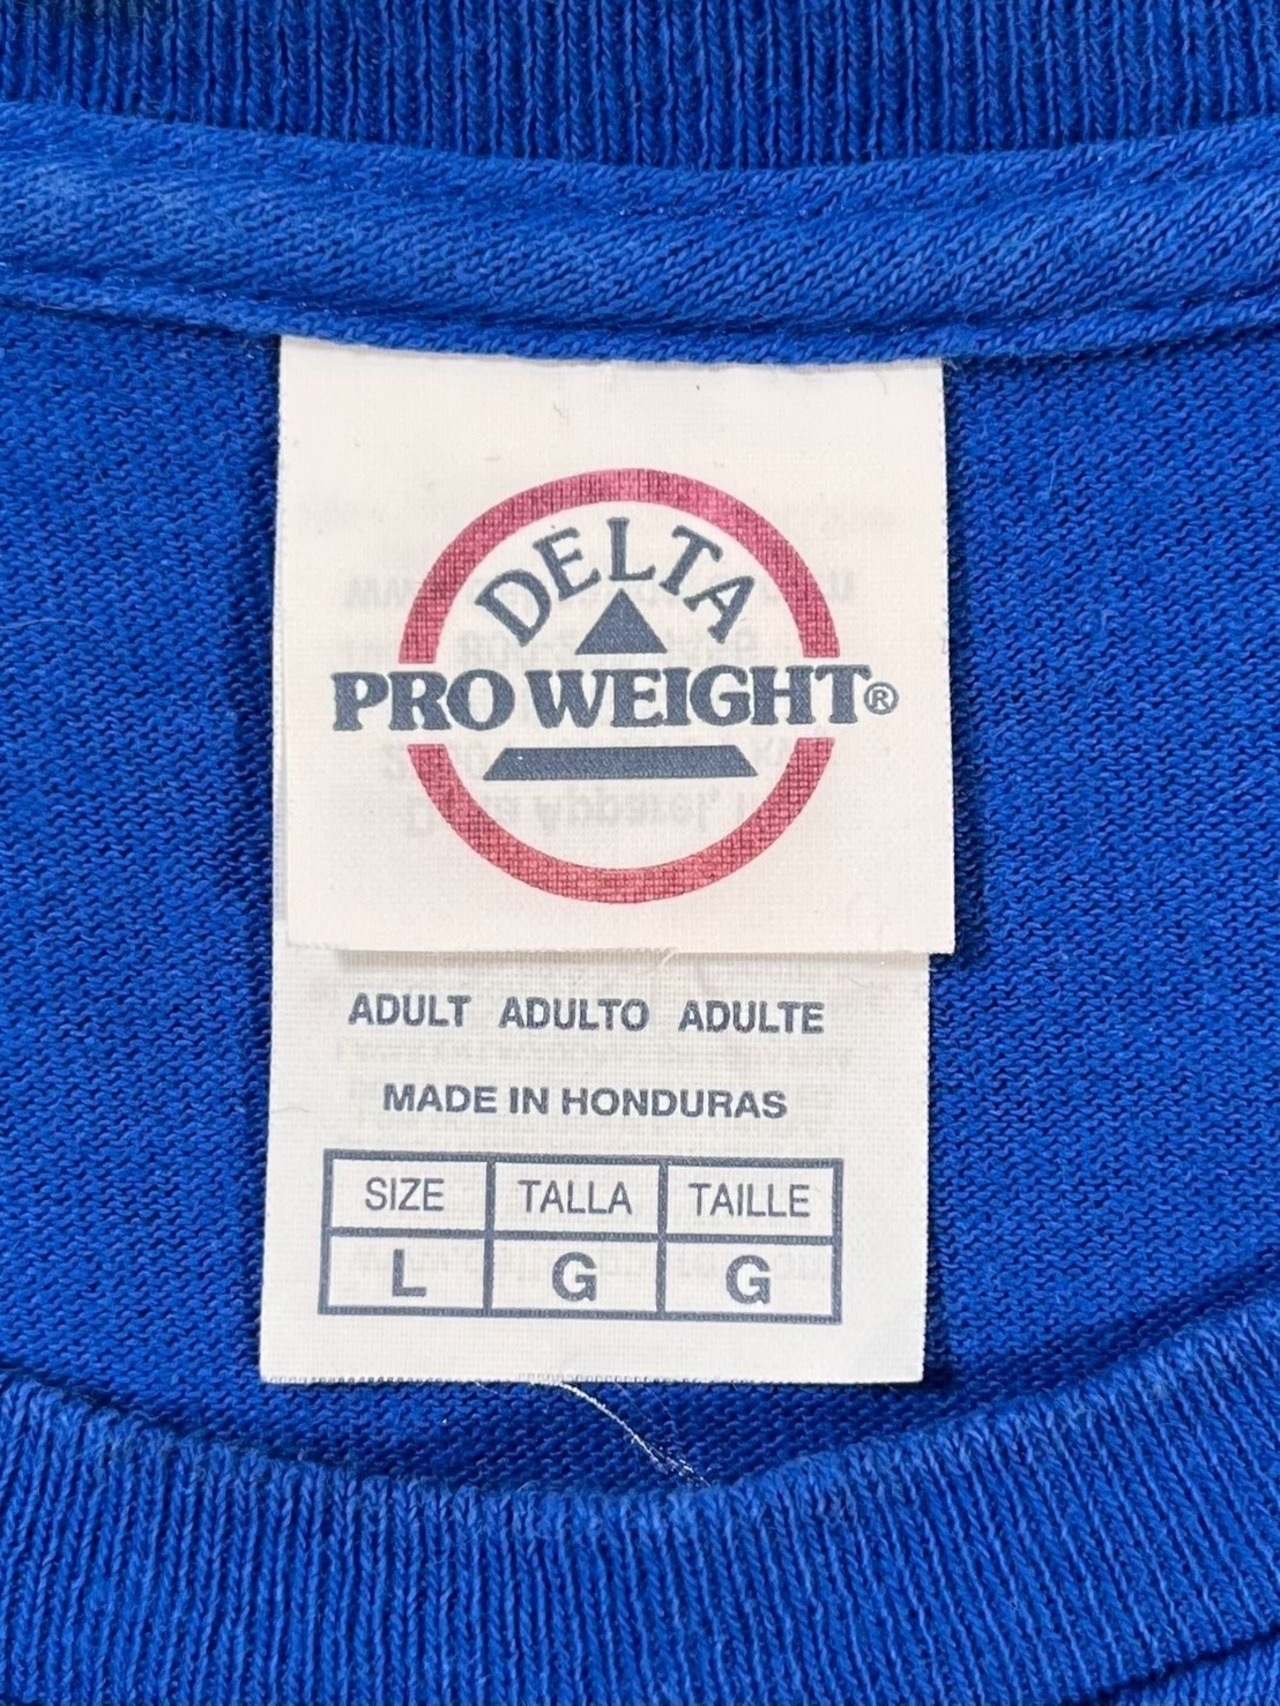 DELTA
PRO WEIGHT®
ADULT ADULTO ADULTE
MADE IN HONDURAS
SIZE TALLA TAILLE
L G G